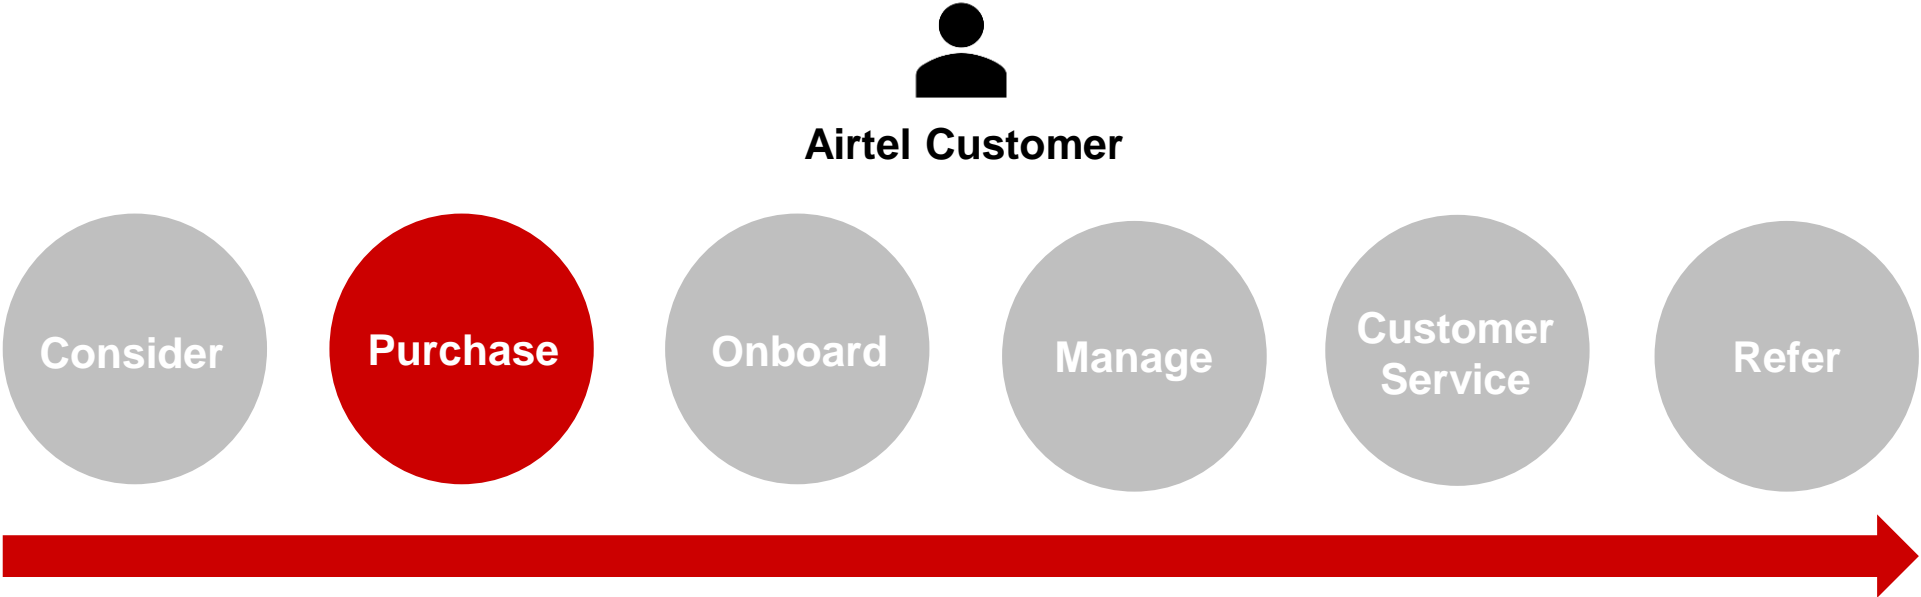 Airtel Customer
Consider
Purchase
Onboard
Manage
Customer
Service
Refer